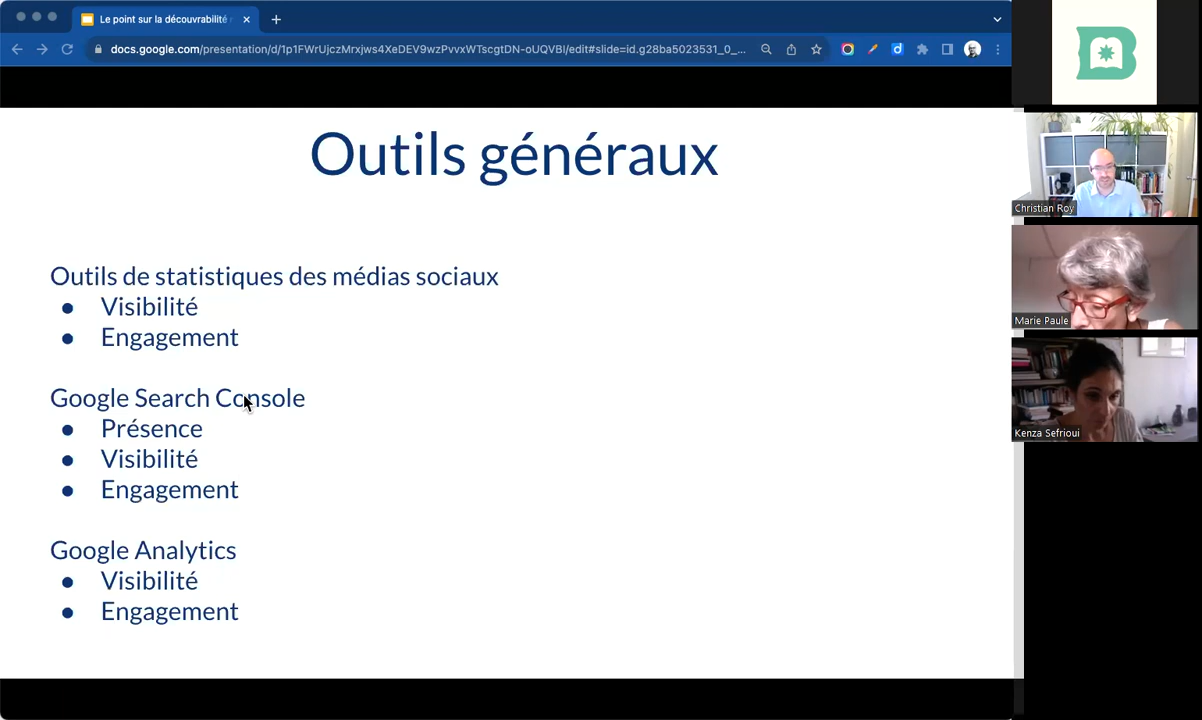 Le point sur la découvrabilité
docs.google.com/presentation/d/1p1FWrUjczMrxjws4XeDEV9wzPvvxWTscgtDN-oUQVBI/edit#slide=id.g28ba5023531_0_...
Outils généraux
Outils de statistiques des médias sociaux
● Visibilité
● Engagement
Google Search Console
● Présence
● Visibilité
● Engagement
Google Analytics
● Visibilité
● Engagement
Christian Roy
Marie Paule
Kenza Sefrioui